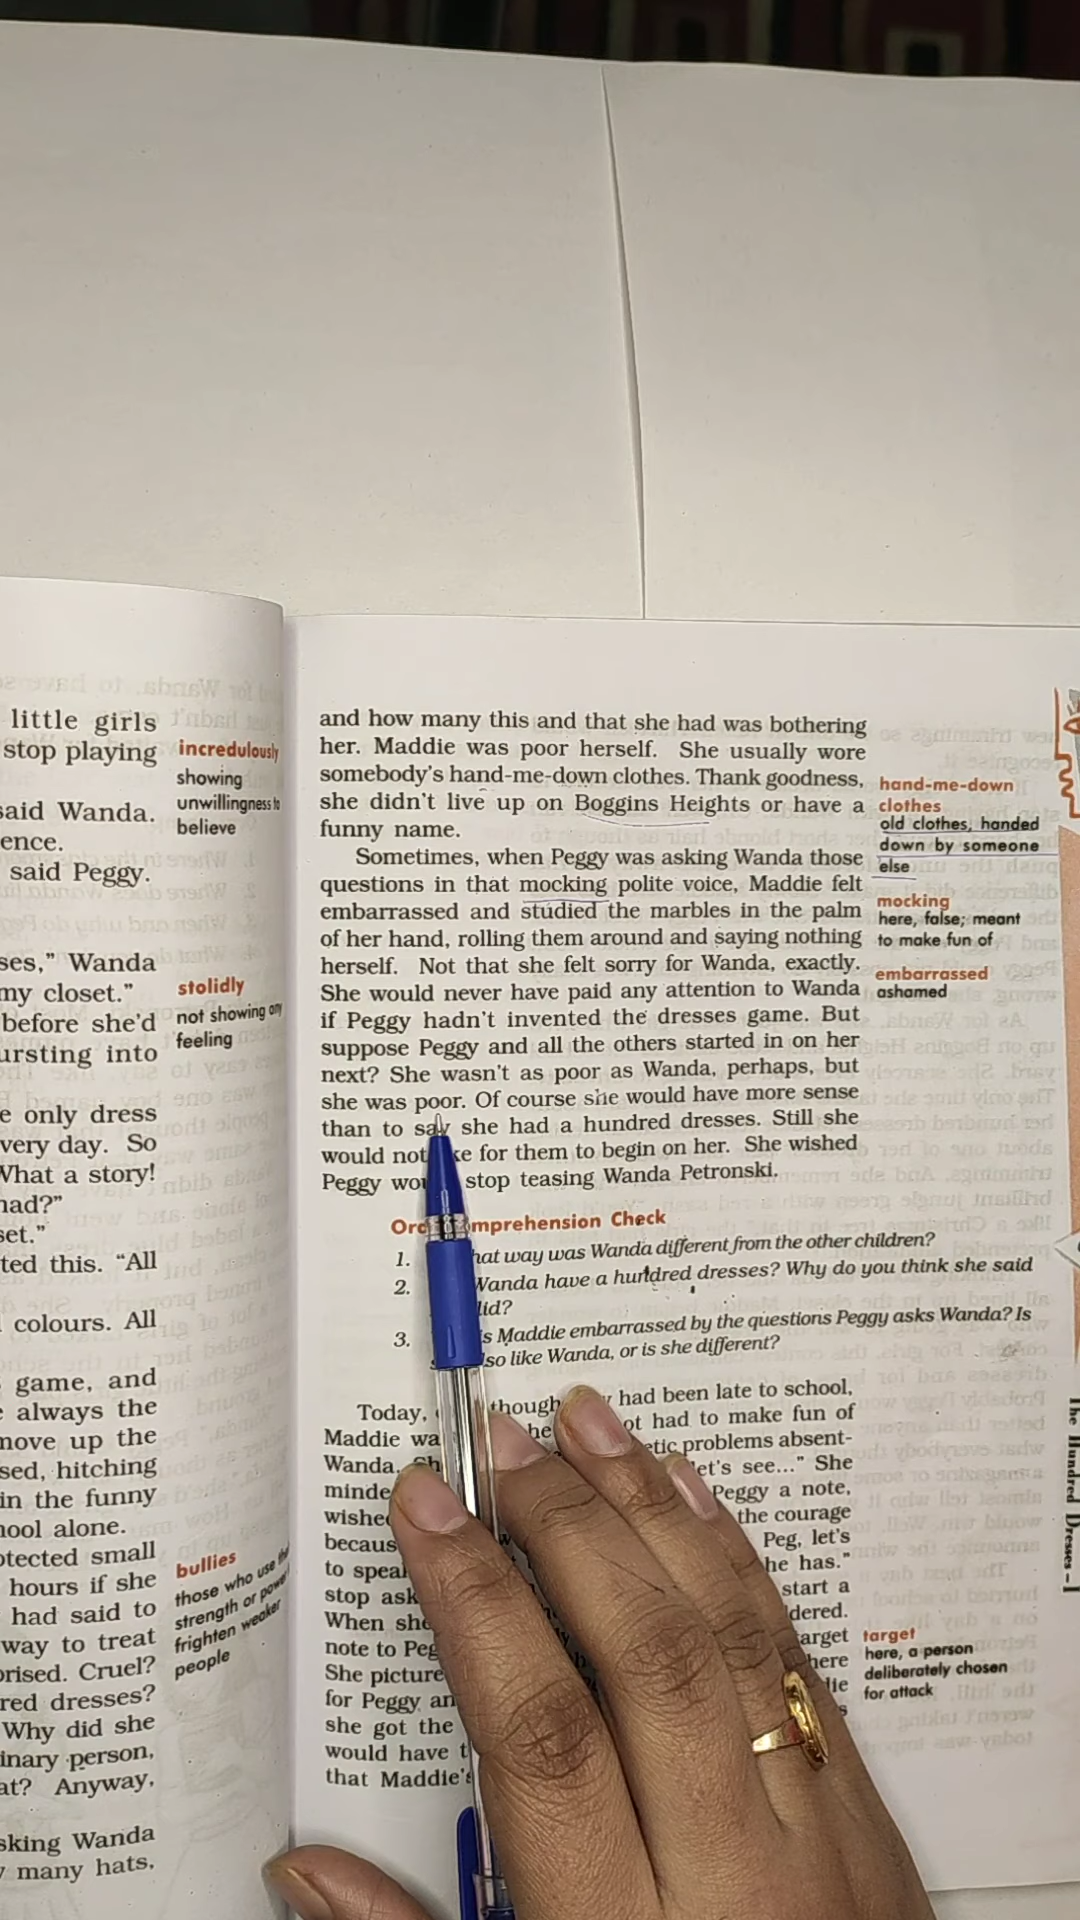 little girls
stop playing
said Wanda.
ence.
said Peggy.
ses,” Wanda
my closet.”
before she’d
ursting into
e only dress
very day. So
What a story!
had?”
set.”
ted this. “All
colours. All
game, and
always the
move up the
sed, hitching
in the funny
hool alone.
otected small
hours if she
had said to
way to treat
prised. Cruel?
red dresses?
Why did she
inary person,
at? Anyway,
sking Wanda
many hats,
incredulously
showing
unwillingness to
believe
stolidly
not showing any
feeling
bullies
those who use the
strength or power
frighten weaker
people
and how many this and that she had was bothering
her. Maddie was poor herself. She usually wore
somebody’s hand-me-down clothes. Thank goodness,
she didn’t live up on Boggins Heights or have a
funny name.
Sometimes, when Peggy was asking Wanda those
questions in that mocking polite voice, Maddie felt
embarrassed and studied the marbles in the palm
of her hand, rolling them around and saying nothing
herself. Not that she felt sorry for Wanda, exactly.
She would never have paid any attention to Wanda
if Peggy hadn’t invented the dresses game. But
suppose Peggy and all the others started in on her
next? She wasn’t as poor as Wanda, perhaps, but
she was poor. Of course she would have more sense
than to say she had a hundred dresses. Still she
would not ke for them to begin on her. She wished
Peggy wou stop teasing Wanda Petronski.
Oral Comprehension Check
1. hat way was Wanda different from the other children?
2. Wanda have a hundred dresses? Why do you think she said
did?
3. is Maddie embarrassed by the questions Peggy asks Wanda? Is
also like Wanda, or is she different?
Today, though had been late to school,
Maddie wa he ot had to make fun of
Wanda. Sh etic problems absent-
minde let’s see...” She
wishe Peggy a note,
becaus the courage
to speak Peg, let’s
stop ask he has.”
When she start a
note to Peg dered.
She picture arget
for Peggy an here
she got the die
would have t s
that Maddie’s
hand-me-down
clothes
old clothes, handed
down by someone
else
mocking
here, false; meant
to make fun of
embarrassed
ashamed
target
here, a person
deliberately chosen
for attack
The Hundred Dresses – I